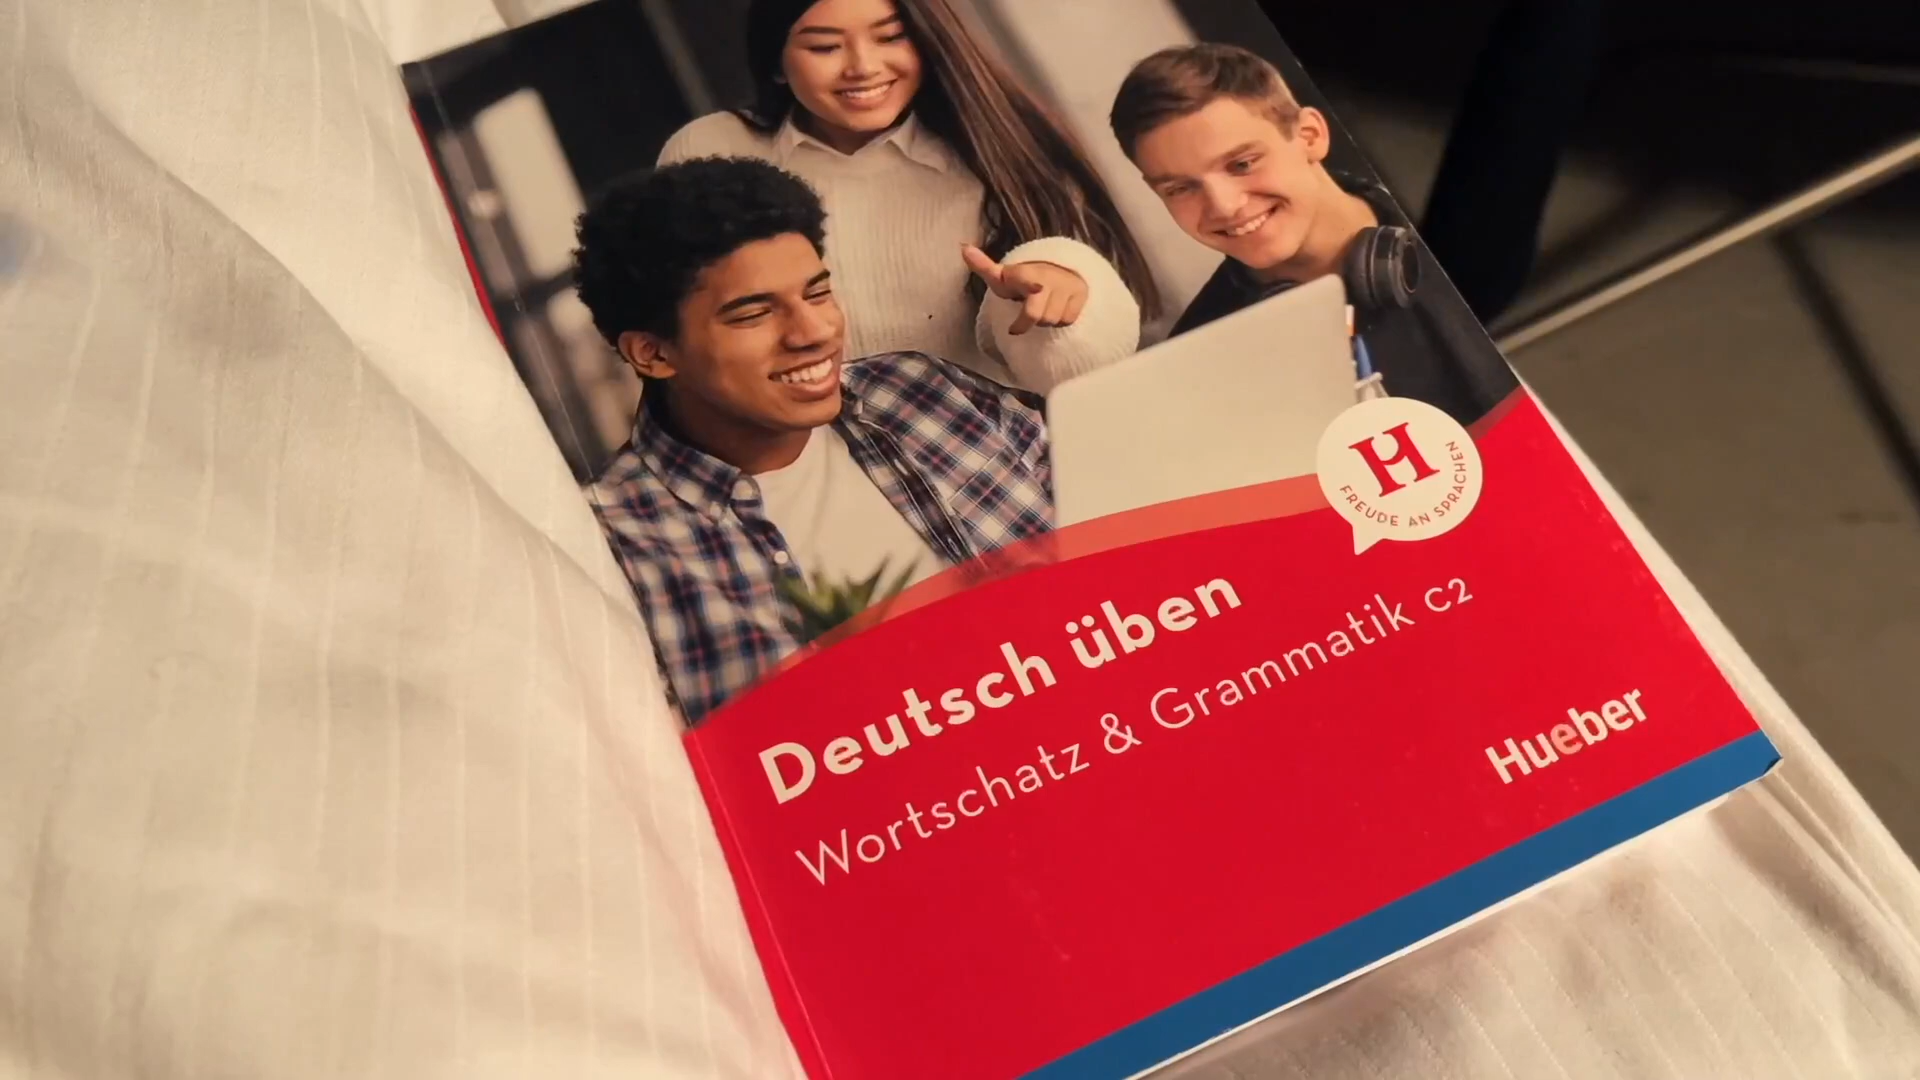 H
FREUDE AN SPRACHEN
Deutsch üben
Wortschatz & Grammatik C2
Hueber